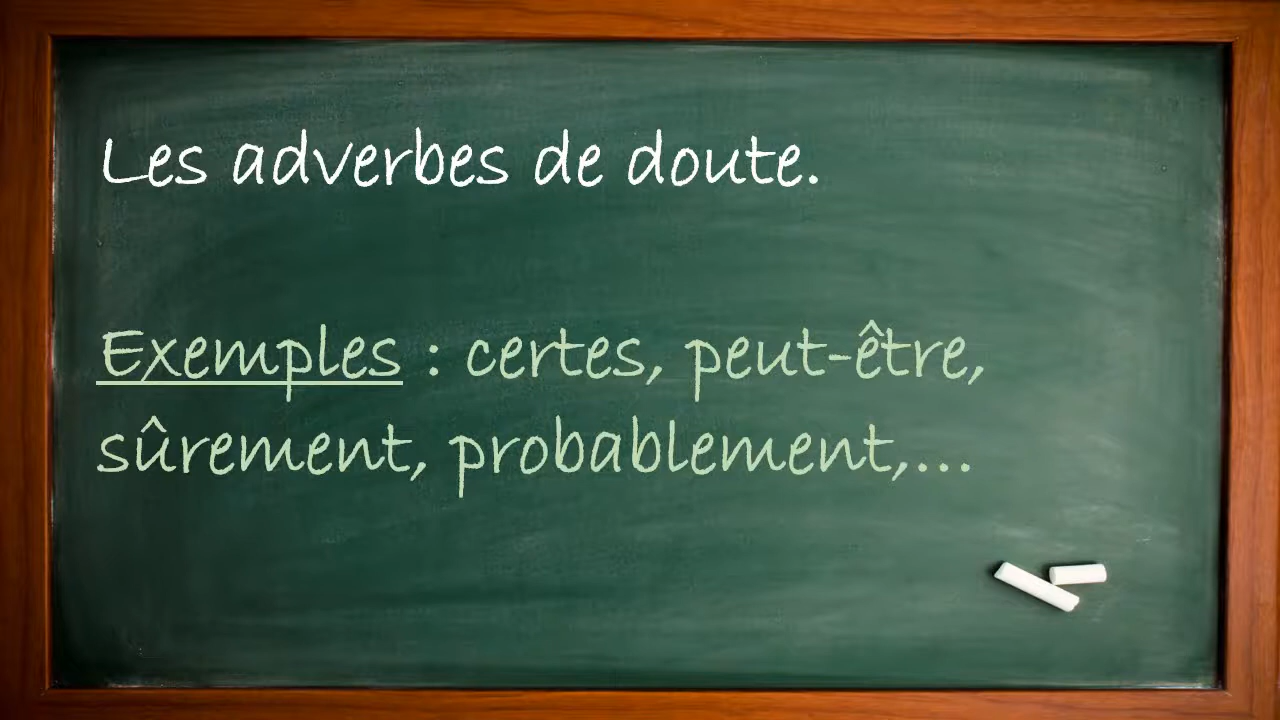 Les adverbes de doute.
Exemples : certes, peut-être,
sûrement, probablement,...